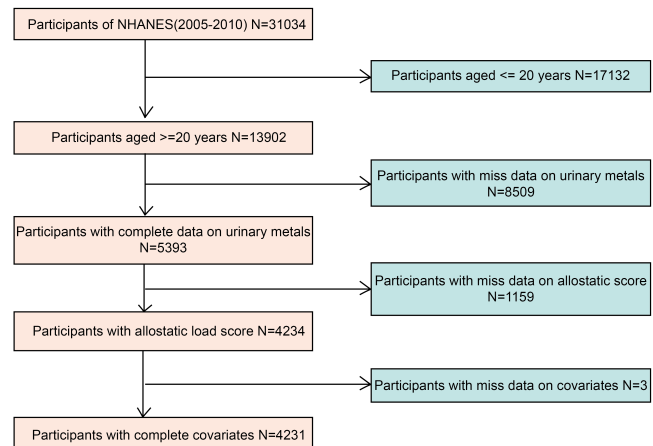 Participants of NHANES(2005-2010) N=31034
Participants aged <= 20 years N=17132
Participants aged >=20 years N=13902
Participants with miss data on urinary metals
N=8509
Participants with complete data on urinary metals
N=5393
Participants with miss data on allostatic score
N=1159
Participants with allostatic load score N=4234
Participants with miss data on covariates N=3
Participants with complete covariates N=4231